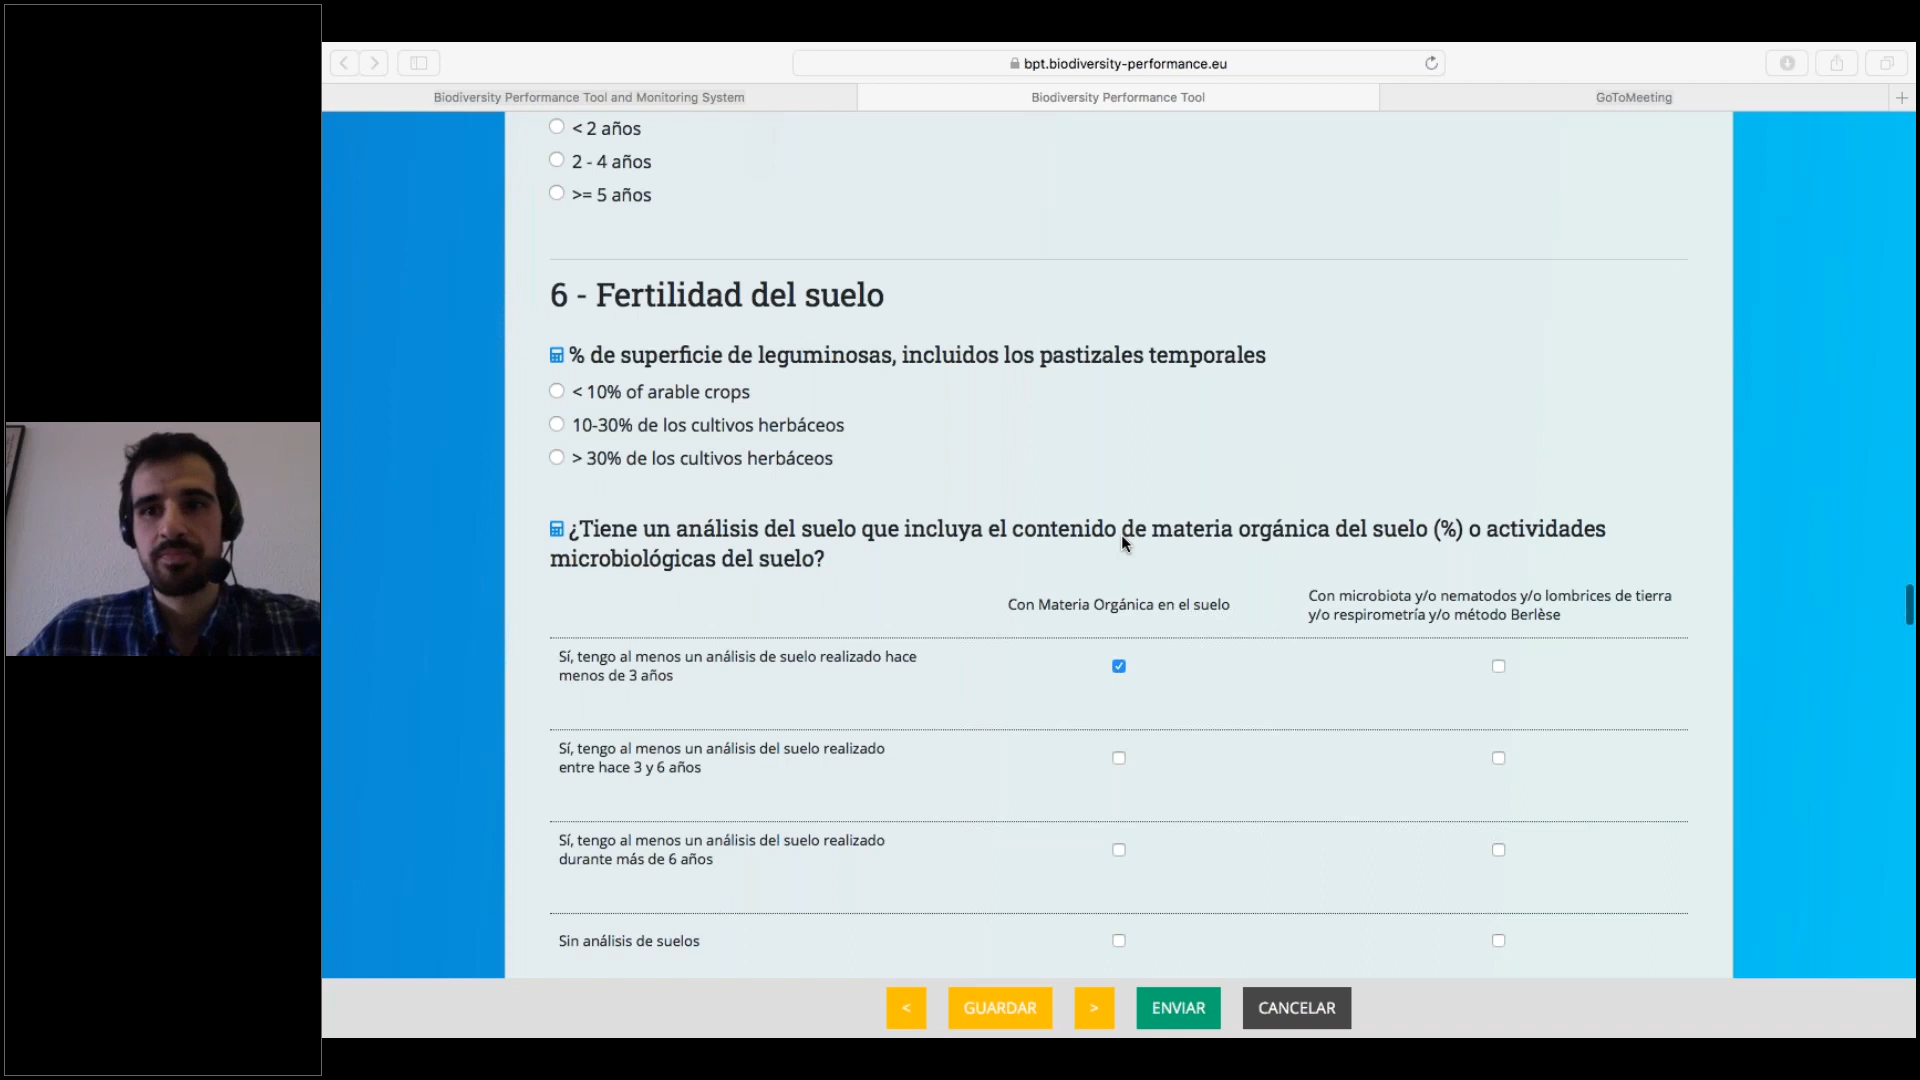 bpt.biodiversity-performance.eu
Biodiversity Performance Tool and Monitoring System
Biodiversity Performance Tool
GoToMeeting
< 2 años
2 - 4 años
>= 5 años
6 - Fertilidad del suelo
% de superficie de leguminosas, incluidos los pastizales temporales
< 10% of arable crops
10-30% de los cultivos herbáceos
> 30% de los cultivos herbáceos
¿Tiene un análisis del suelo que incluya el contenido de materia orgánica del suelo (%) o actividades
microbiológicas del suelo?
Con Materia Orgánica en el suelo
Con microbiota y/o nematodos y/o lombrices de tierra
y/o respirometría y/o método Berlèse
Sí, tengo al menos un análisis de suelo realizado hace
menos de 3 años
Sí, tengo al menos un análisis del suelo realizado
entre hace 3 y 6 años
Sí, tengo al menos un análisis del suelo realizado
durante más de 6 años
Sin análisis de suelos
< GUARDAR > ENVIAR CANCELAR